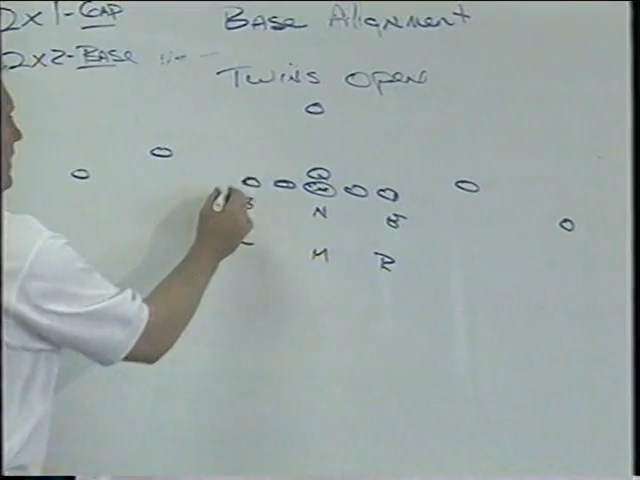 2x1-Gap
Base Alignment
2x2-Base
Twins Open
N
M
R